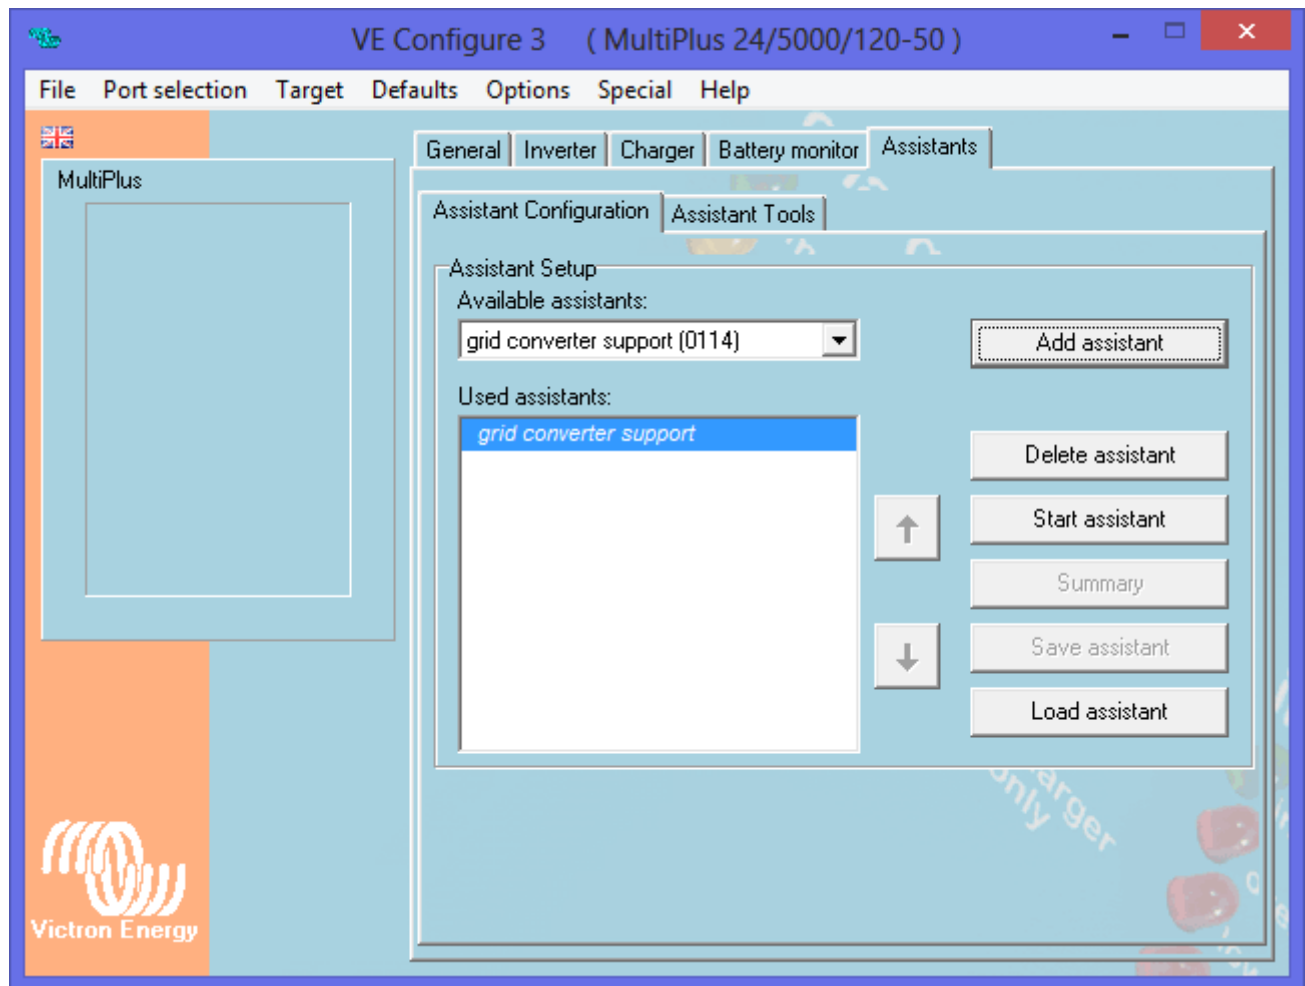 VE Configure 3 ( MultiPlus 24/5000/120-50 )
File Port selection Target Defaults Options Special Help
General Inverter Charger Battery monitor Assistants
MultiPlus
Assistant Configuration Assistant Tools
Assistant Setup
Available assistants:
grid converter support (0114)
Add assistant
Used assistants:
grid converter support
Delete assistant
Start assistant
Summary
Save assistant
Load assistant
charger
only
Victron Energy